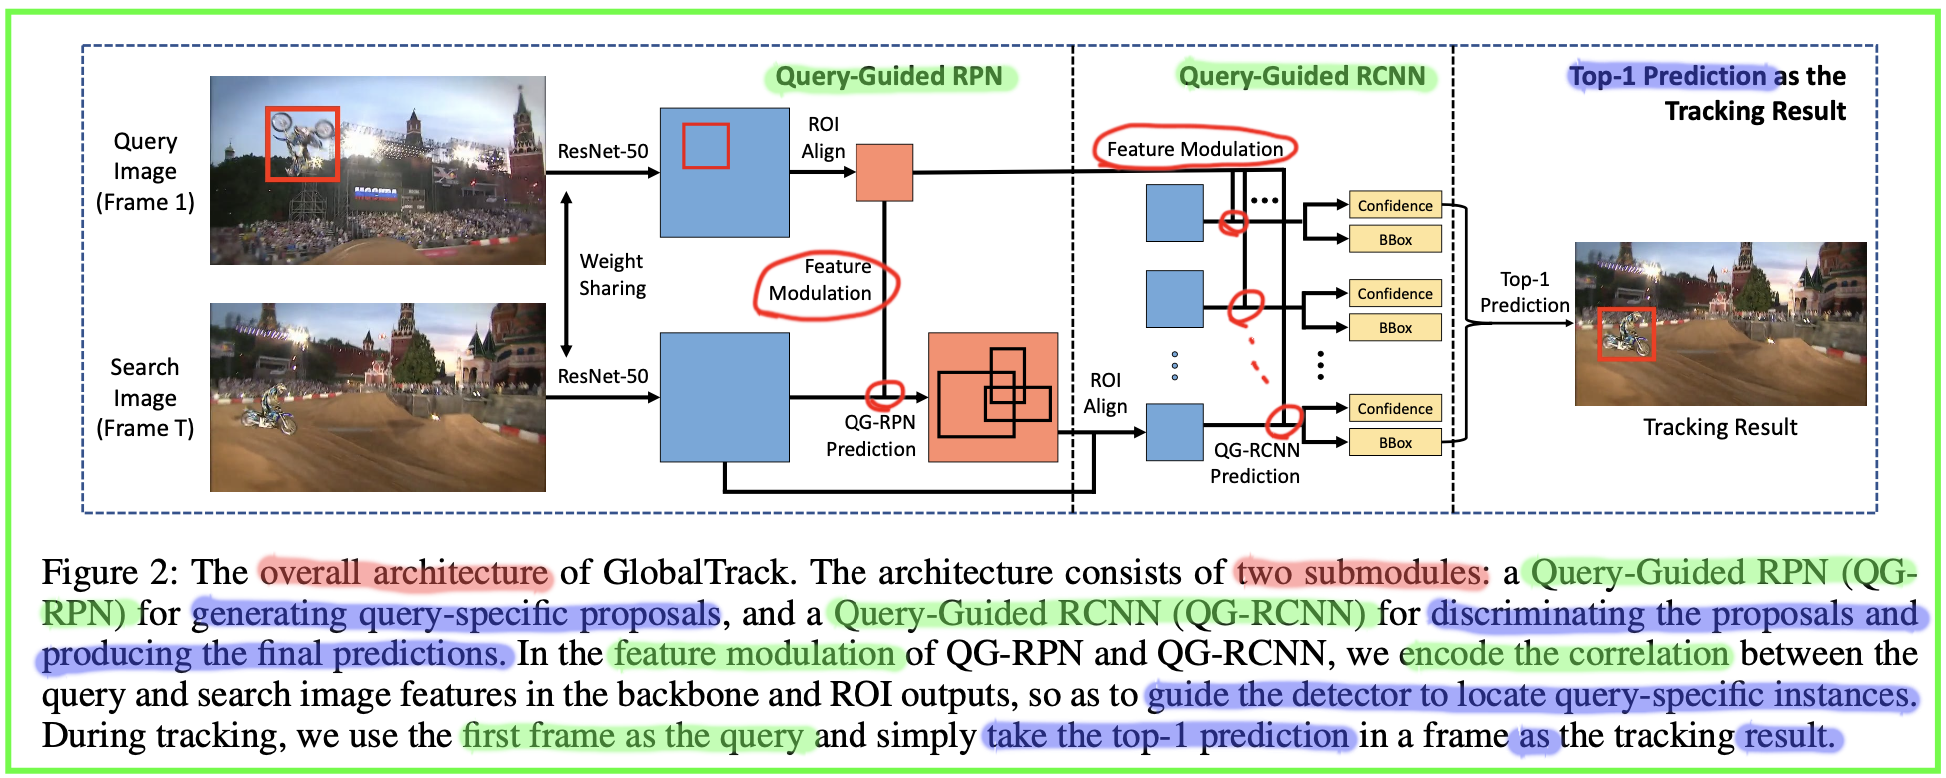 Query-Guided RPN
Query-Guided RCNN
Top-1 Prediction as the
Tracking Result
Query
Image
(Frame 1)
ResNet-50
ROI
Align
Feature Modulation
Weight
Sharing
Feature
Modulation
Search
Image
(Frame T)
ResNet-50
QG-RPN
Prediction
ROI
Align
...
Confidence
BBox
Confidence
BBox
Confidence
BBox
QG-RCNN
Prediction
Top-1
Prediction
Tracking Result
МОСКВА
Figure 2: The overall architecture of GlobalTrack. The architecture consists of two submodules: a Query-Guided RPN (QG-
RPN) for generating query-specific proposals, and a Query-Guided RCNN (QG-RCNN) for discriminating the proposals and
producing the final predictions. In the feature modulation of QG-RPN and QG-RCNN, we encode the correlation between the
query and search image features in the backbone and ROI outputs, so as to guide the detector to locate query-specific instances.
During tracking, we use the first frame as the query and simply take the top-1 prediction in a frame as the tracking result.